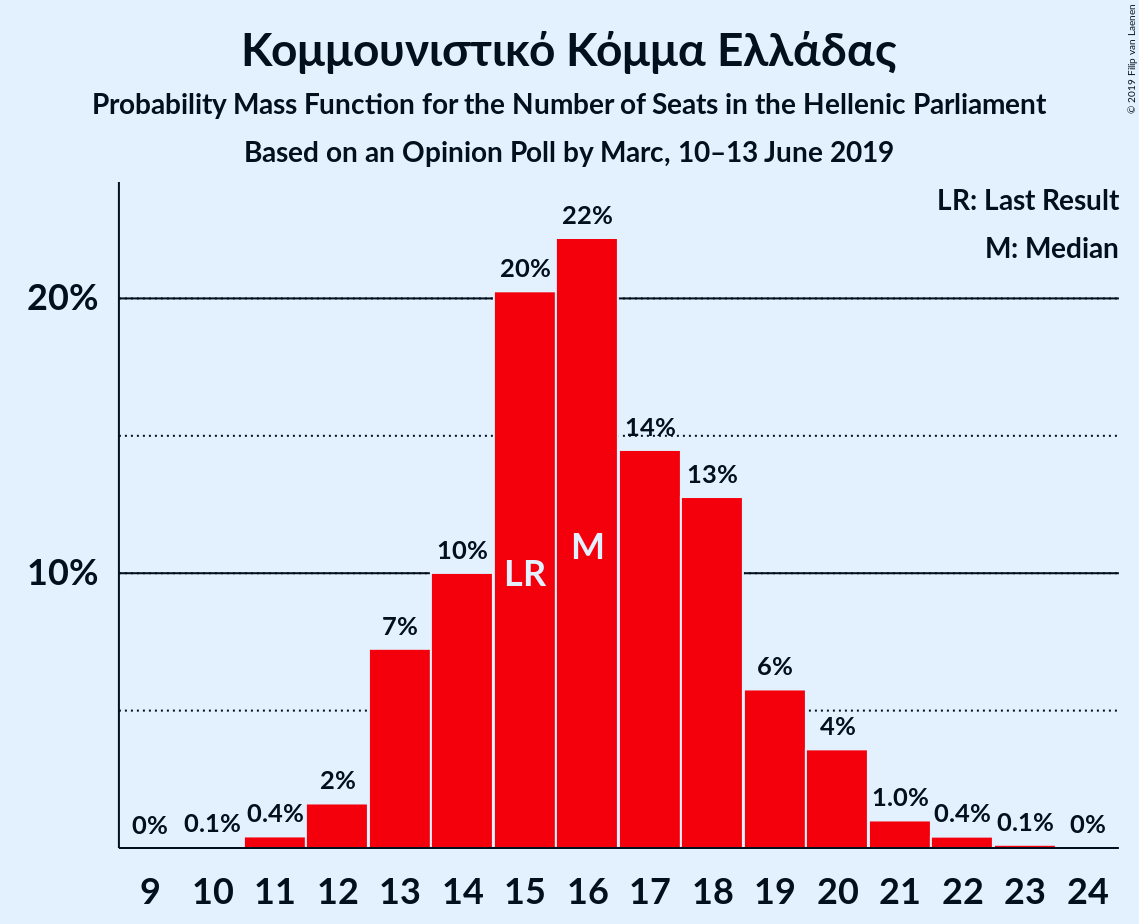 Κομμουνιστικό Κόμμα Ελλάδας
Probability Mass Function for the Number of Seats in the Hellenic Parliament
Based on an Opinion Poll by Marc, 10–13 June 2019
© 2019 Filip van Laenen
LR: Last Result
M: Median
20%
10%
0%
0.1%
0.4%
2%
7%
10%
20%
22%
14%
13%
6%
4%
1.0%
0.4%
0.1%
0%
LR
M
9 10 11 12 13 14 15 16 17 18 19 20 21 22 23 24